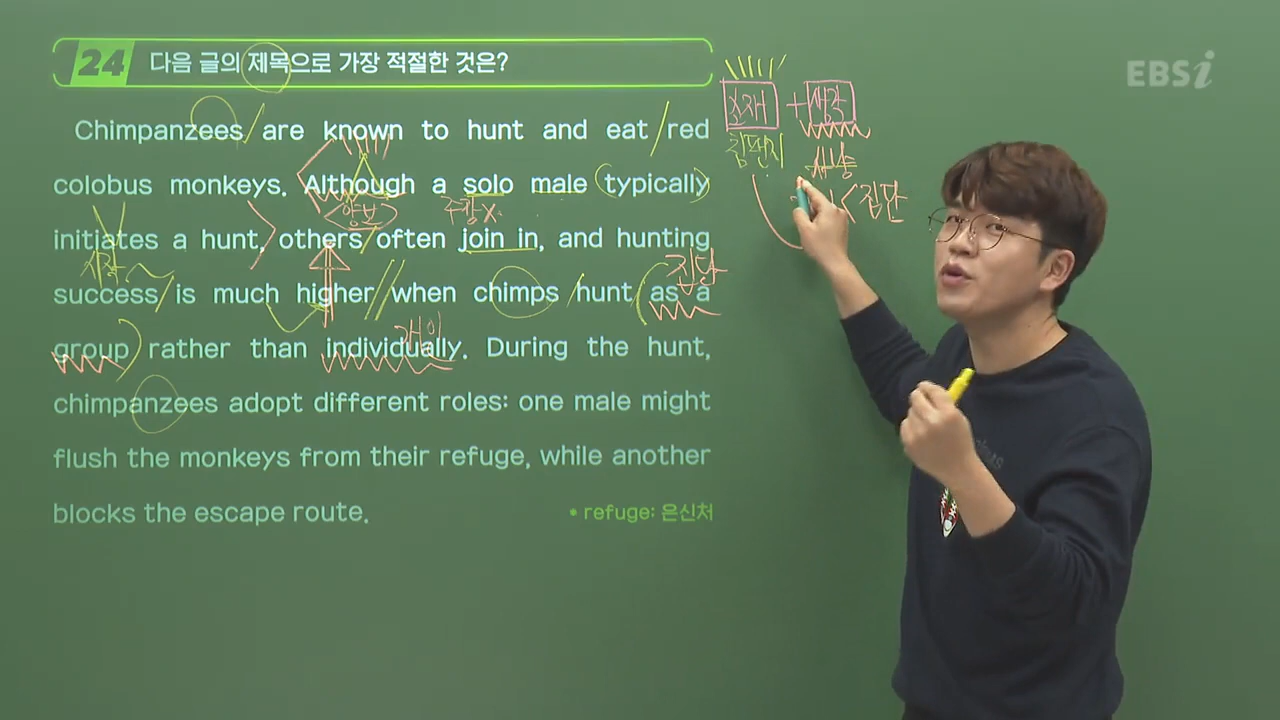 24 다음 글의 제목으로 가장 적절한 것은?
EBSi
Chimpanzees are known to hunt and eat red
colobus monkeys. Although a solo male typically
initiates a hunt, others often join in, and hunting
success is much higher when chimps hunt as a
group rather than individually. During the hunt,
chimpanzees adopt different roles: one male might
flush the monkeys from their refuge, while another
blocks the escape route.
• refuge: 은신처
소재 + 생각
침팬지 사냥
< 집단
양보
주장 x
집단
개인